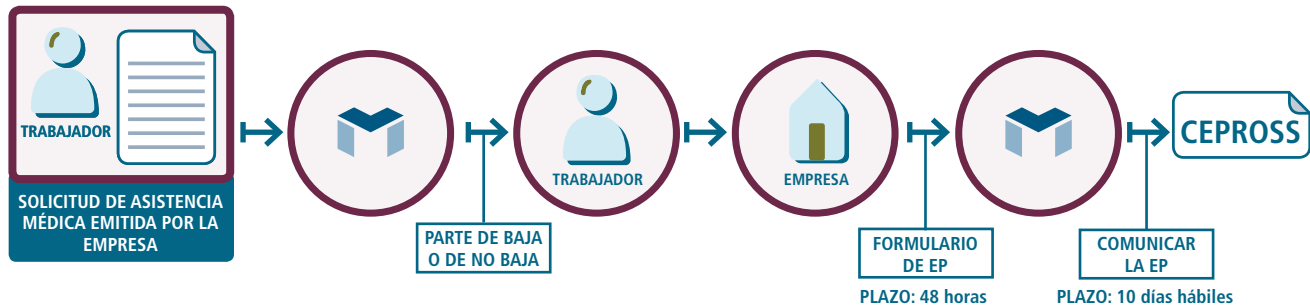 TRABAJADOR
SOLICITUD DE ASISTENCIA
MÉDICA EMITIDA POR LA
EMPRESA
PARTE DE BAJA
O DE NO BAJA
TRABAJADOR
EMPRESA
FORMULARIO
DE EP
PLAZO: 48 horas
COMUNICAR
LA EP
PLAZO: 10 días hábiles
CEPROSS